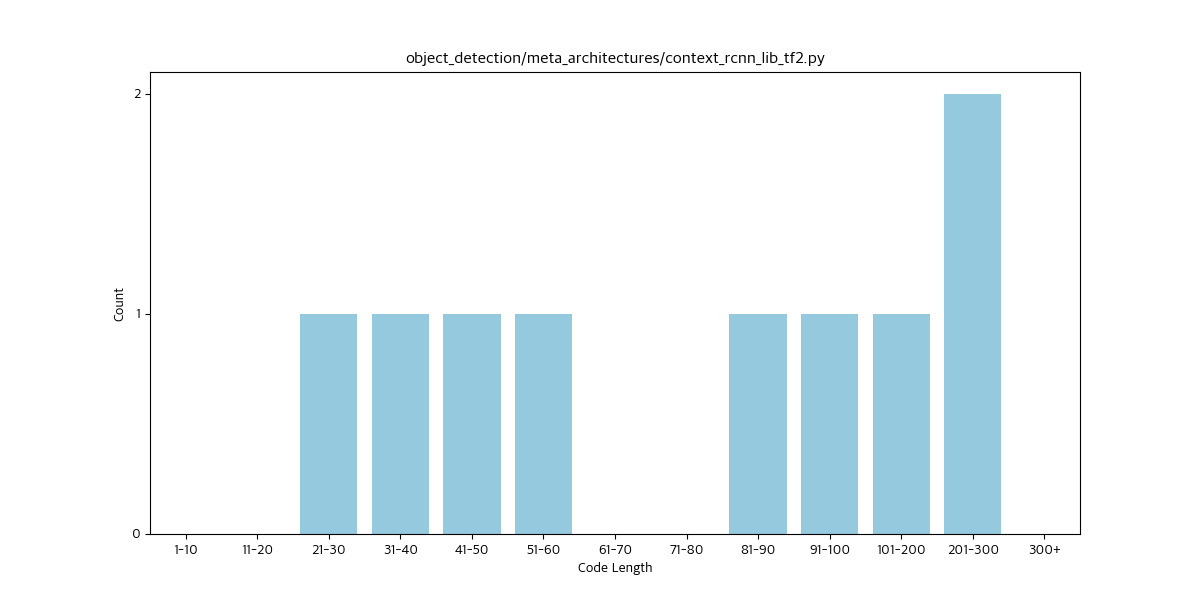 object_detection/meta_architectures/context_rcnn_lib_tf2.py
2
1
0
Count
1-10 11-20 21-30 31-40 41-50 51-60 61-70 71-80 81-90 91-100 101-200 201-300 300+
Code Length